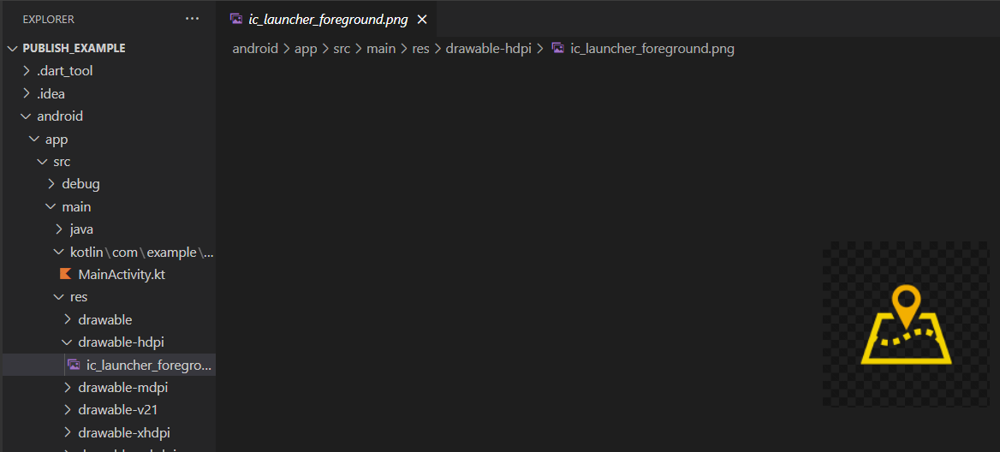 EXPLORER
PUBLISH_EXAMPLE
.dart_tool
.idea
android
app
src
debug
main
java
kotlin\com\example\...
MainActivity.kt
res
drawable
drawable-hdpi
ic_launcher_foregro...
drawable-mdpi
drawable-v21
drawable-xhdpi
ic_launcher_foreground.png
android > app > src > main > res > drawable-hdpi > ic_launcher_foreground.png